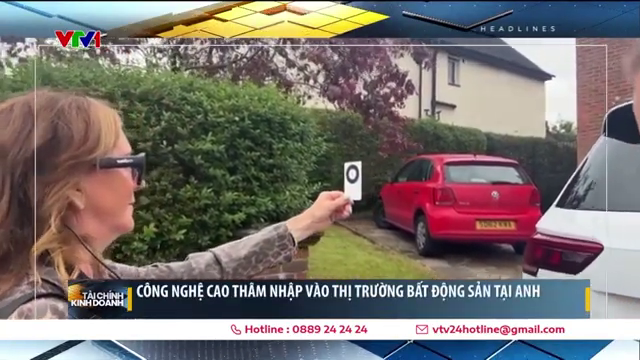 VTV1
HEADLINES
CÔNG NGHỆ CAO THÂM NHẬP VÀO THỊ TRƯỜNG BẤT ĐỘNG SẢN TẠI ANH
TÀI CHÍNH
KINH DOANH
Hotline : 0889 24 24 24
vtv24hotline@gmail.com